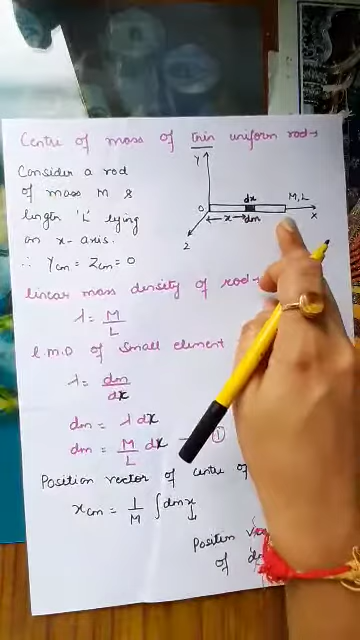 Centre of mass of thin uniform rod→
Consider a rod
of mass M &
length 'L' lying
on x-axis.
∴ Ycm = Zcm = 0
Y
dx
M, L
O
x
dm
X
Z
linear mass density of rod→
λ = M/L
L.M.D of small element
λ = dm/dx
dm = λ dx
dm = M/L dx — ①
Position vector of centre of
xcm = 1/M ∫ dm x
Position
of dm